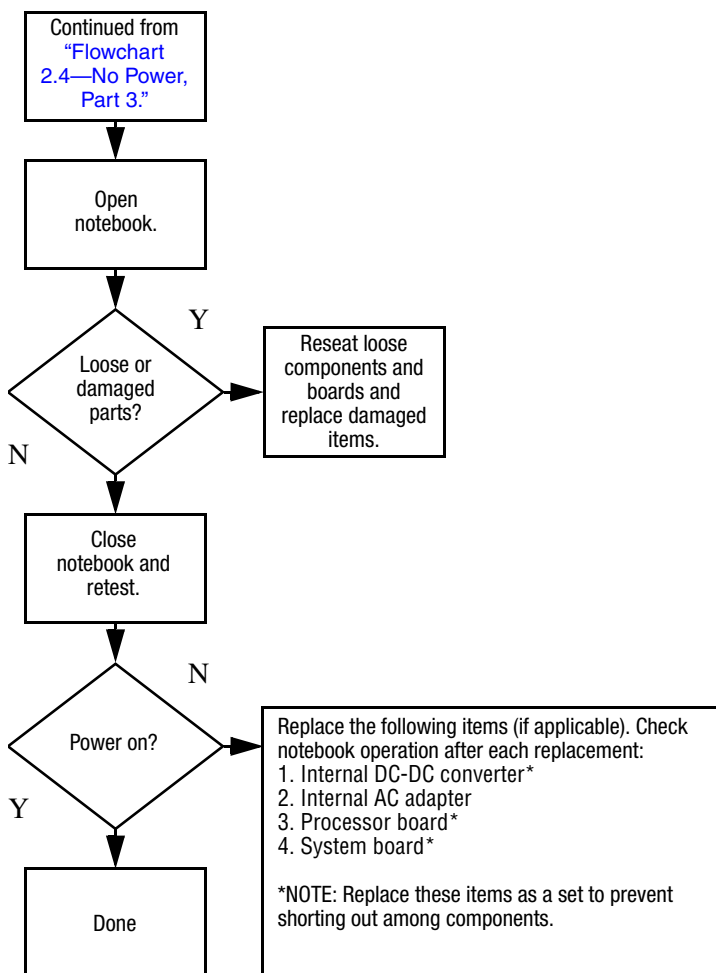 Continued from
“Flowchart
2.4—No Power,
Part 3.”
Open
notebook.
Y
Loose or
damaged
parts?
Reseat loose
components
and boards and
replace damaged
items.
N
Close
notebook and
retest.
N
Power on?
Replace the following items (if applicable). Check
notebook operation after each replacement:
1. Internal DC-DC converter*
2. Internal AC adapter
3. Processor board*
4. System board*
*NOTE: Replace these items as a set to prevent
shorting out among components.
Y
Done